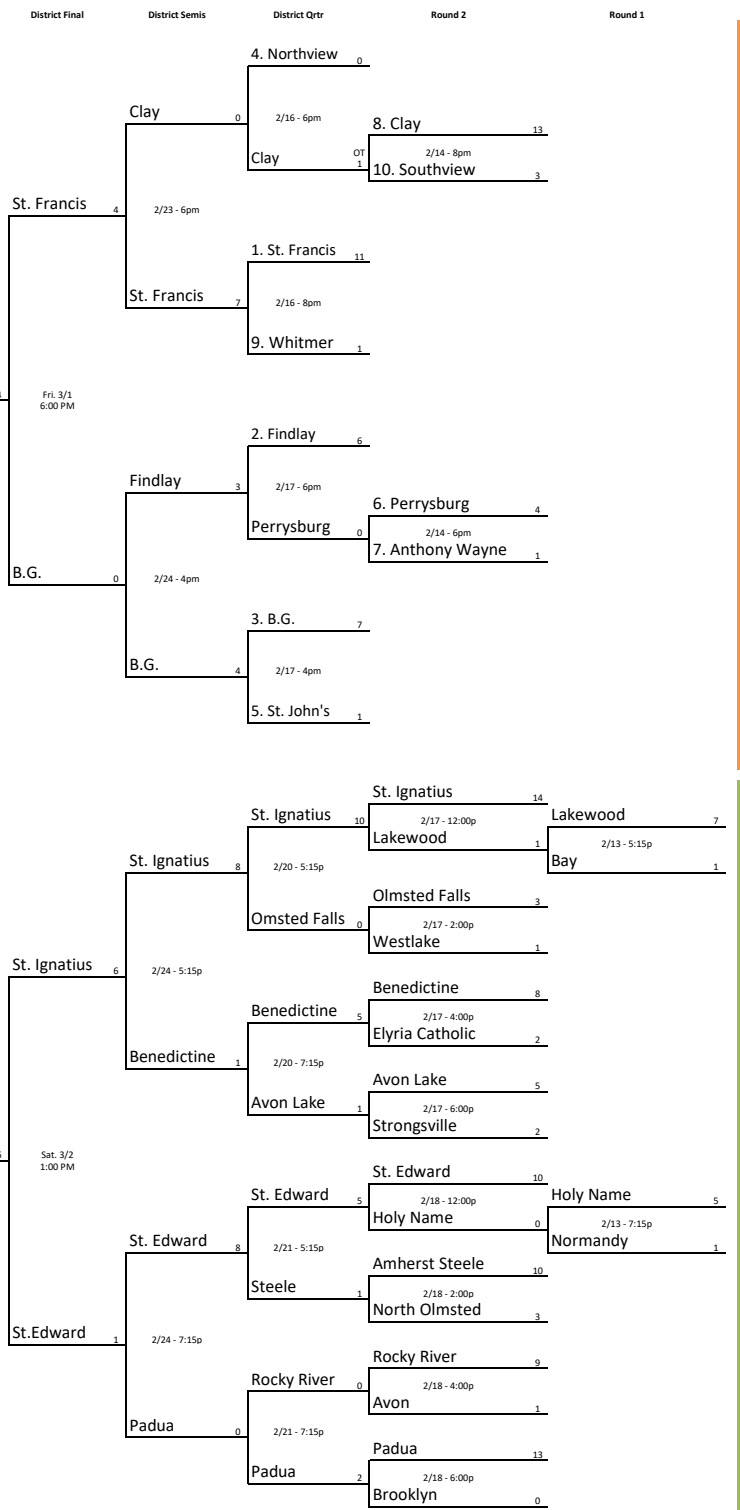 District Final District Semis District Qrtr Round 2 Round 1
4. Northview 0
Clay 0
2/16 - 6pm
8. Clay 13
OT
Clay 1
2/14 - 8pm
10. Southview 3
St. Francis 4
2/23 - 6pm
1. St. Francis 11
St. Francis 7
2/16 - 8pm
9. Whitmer 1
Fri. 3/1
6:00 PM
2. Findlay 6
Findlay 3
2/17 - 6pm
6. Perrysburg 4
Perrysburg 0
2/14 - 6pm
7. Anthony Wayne 1
B.G. 0
2/24 - 4pm
3. B.G. 7
B.G. 4
2/17 - 4pm
5. St. John's 1
St. Ignatius 14
St. Ignatius 10
2/17 - 12:00p
Lakewood 7
Lakewood 1
2/13 - 5:15p
St. Ignatius 8
2/20 - 5:15p
Bay 1
Olmsted Falls 3
Omsted Falls 0
2/17 - 2:00p
Westlake 1
St. Ignatius 6
2/24 - 5:15p
Benedictine 8
Benedictine 5
2/17 - 4:00p
Elyria Catholic 2
Benedictine 1
2/20 - 7:15p
Avon Lake 5
Avon Lake 1
2/17 - 6:00p
Strongsville 2
Sat. 3/2
1:00 PM
St. Edward 10
St. Edward 5
2/18 - 12:00p
Holy Name 5
Holy Name 0
2/13 - 7:15p
St. Edward 8
2/21 - 5:15p
Normandy 1
Amherst Steele 10
Steele 1
2/18 - 2:00p
North Olmsted 3
St.Edward 1
2/24 - 7:15p
Rocky River 9
Rocky River 0
2/18 - 4:00p
Avon 1
Padua 0
2/21 - 7:15p
Padua 13
Padua 2
2/18 - 6:00p
Brooklyn 0